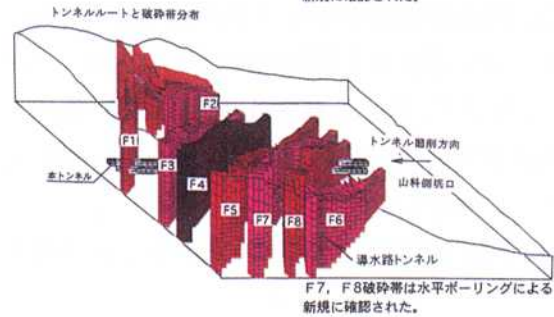 トンネルルートと破砕帯分布
F1
F2
F3
F4
F5
F7
F8
F6
本トンネル
トンネル掘削方向
山科側坑口
導水路トンネル
F7，F8破砕帯は水平ボーリングによる
新規に確認された。